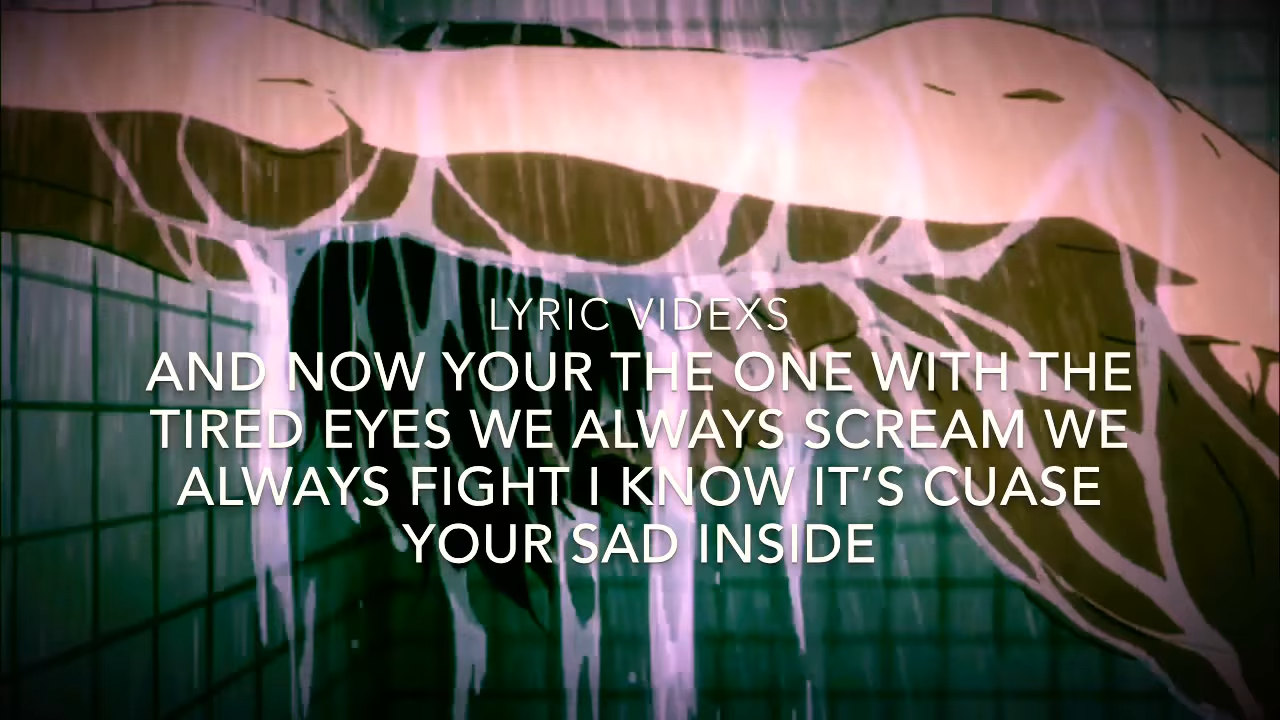 LYRIC VIDEXS
AND NOW YOUR THE ONE WITH THE
TIRED EYES WE ALWAYS SCREAM WE
ALWAYS FIGHT I KNOW IT’S CUASE
YOUR SAD INSIDE